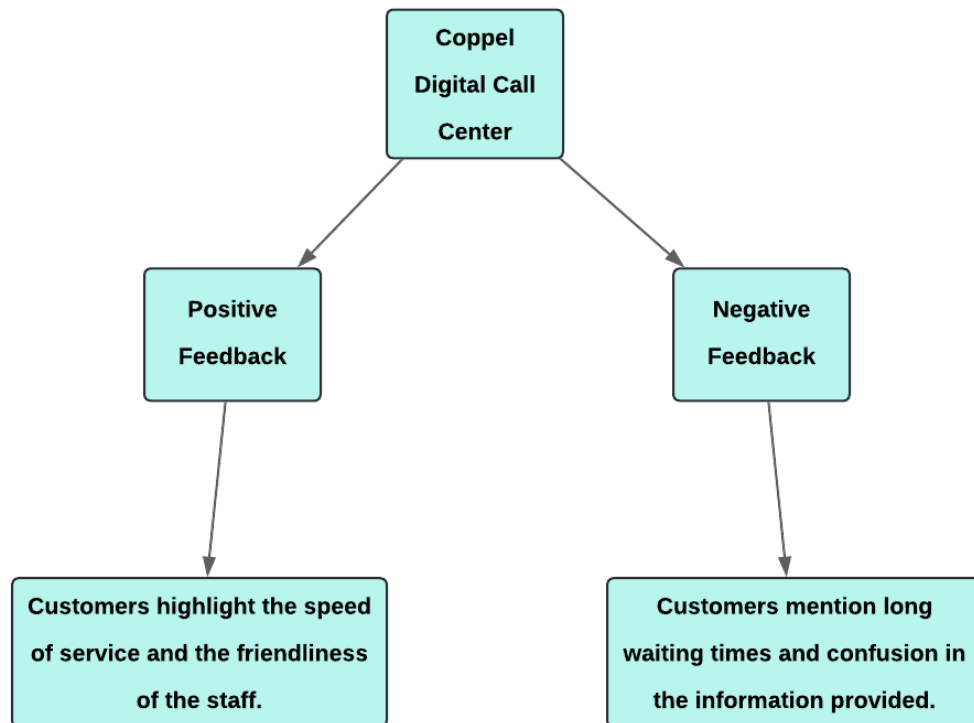 Coppel
Digital Call
Center
Positive
Feedback
Negative
Feedback
Customers highlight the speed
of service and the friendliness
of the staff.
Customers mention long
waiting times and confusion in
the information provided.